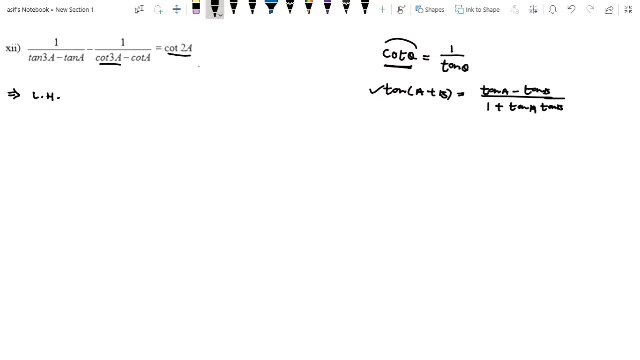 asif's Notebook » New Section 1
Shapes Ink to Shape
xii) 1/(tan3A−tanA) − 1/(cot3A−cotA) = cot 2A
cotθ = 1/tanθ
⇒ L.H.
✓tan(A+B) = (tanA − tanB)/(1 + tanA tanB)